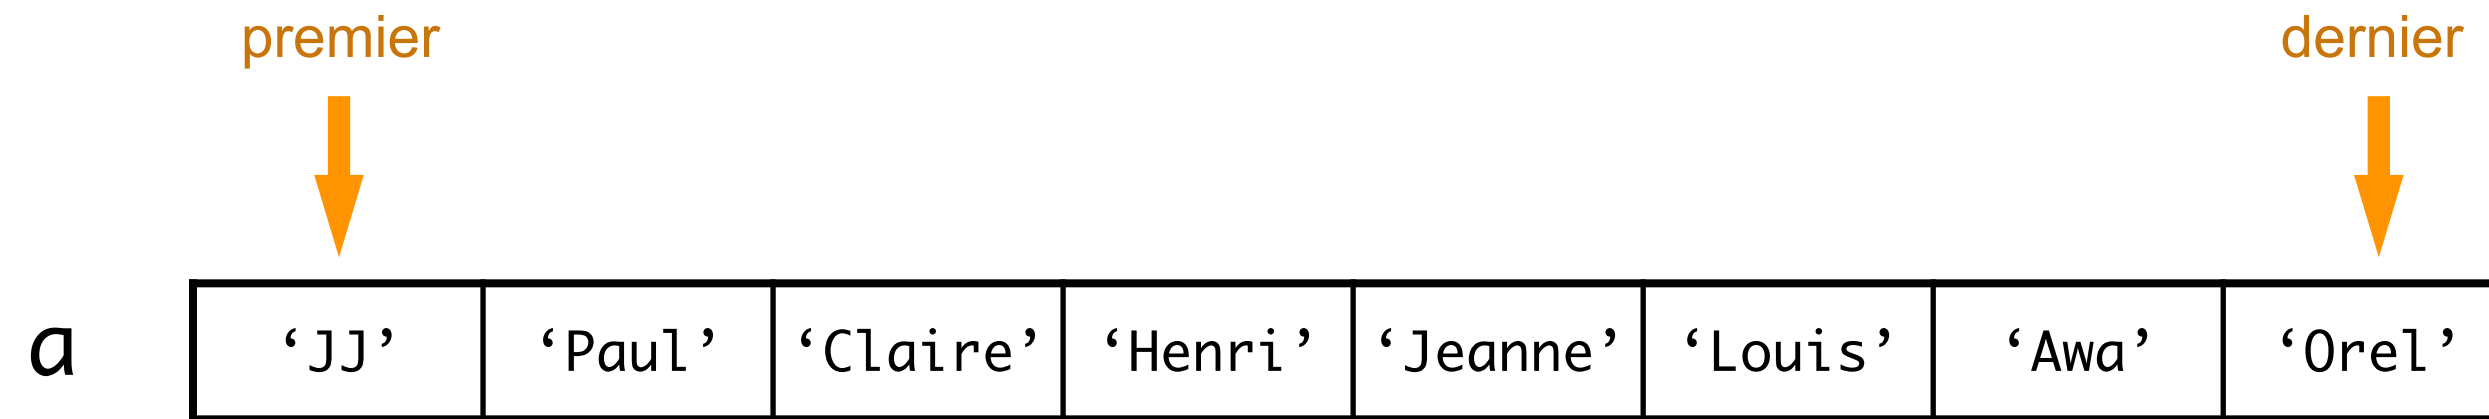 premier dernier
a ‘JJ’ ‘Paul’ ‘Claire’ ‘Henri’ ‘Jeanne’ ‘Louis’ ‘Awa’ ‘Orel’